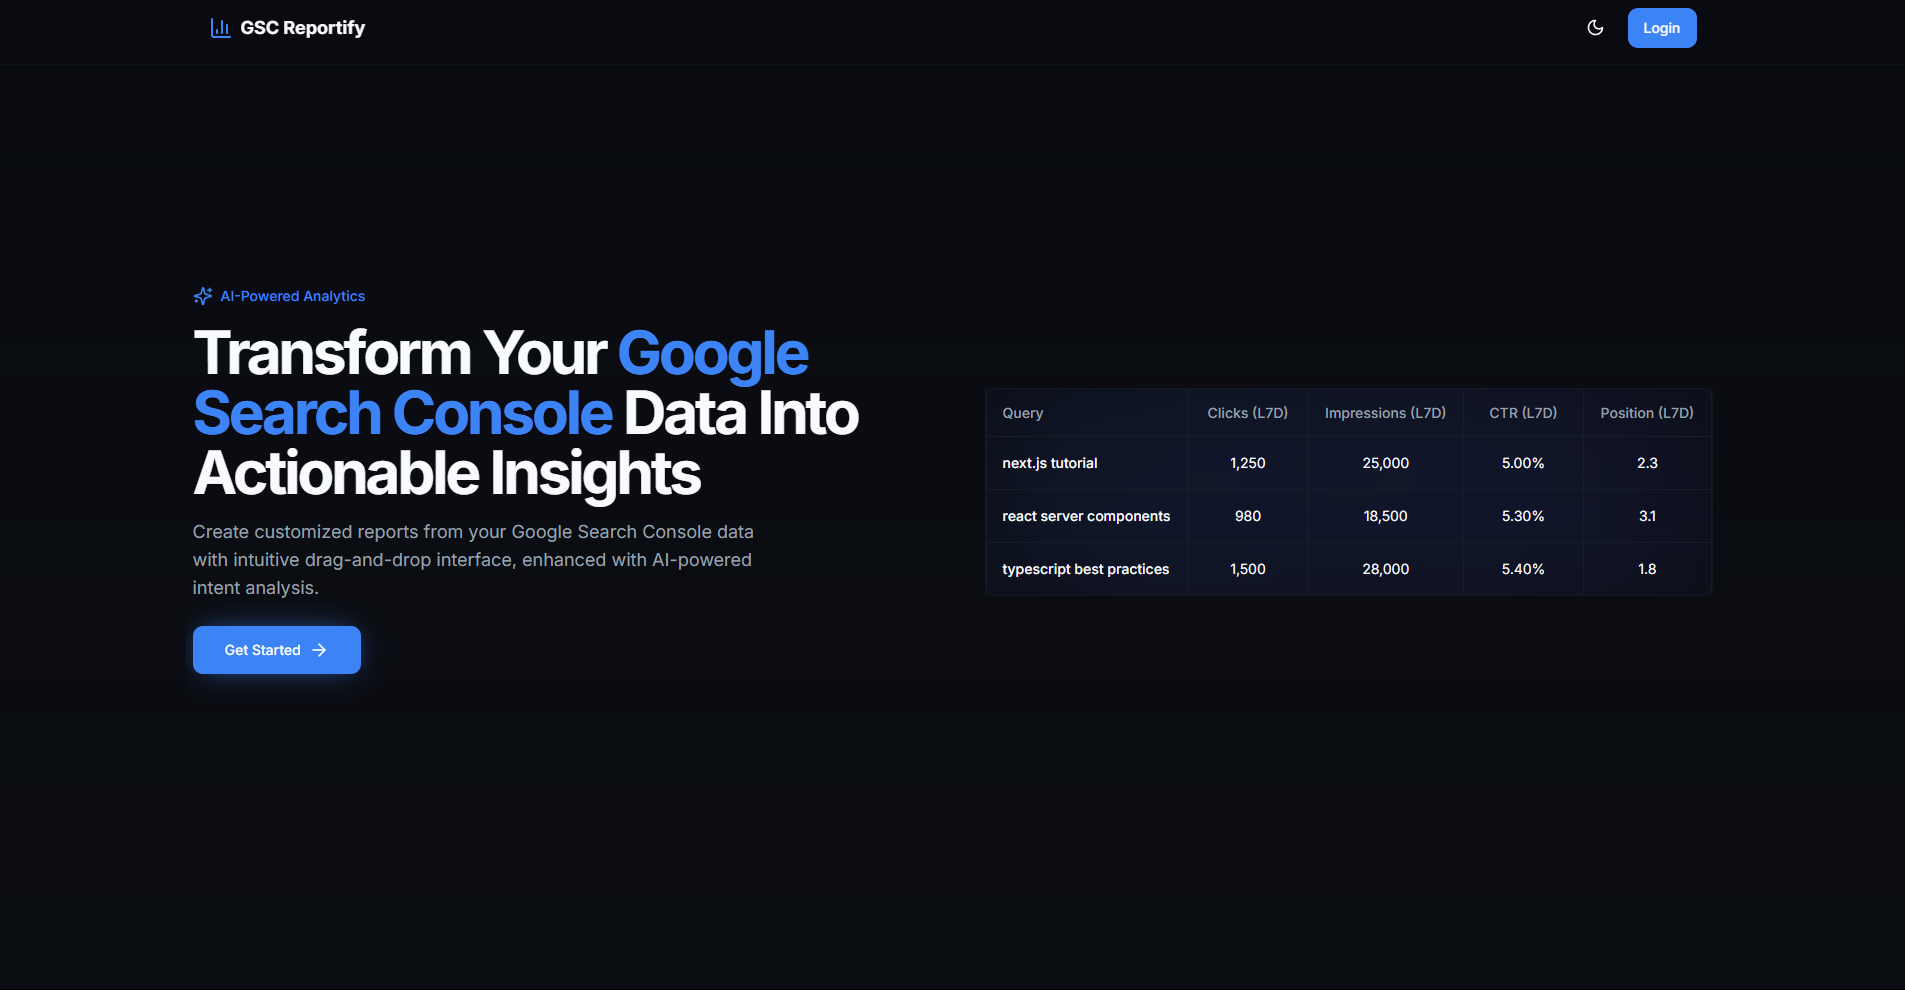 GSC Reportify
Login
AI-Powered Analytics
Transform Your Google
Search Console Data Into
Actionable Insights
Create customized reports from your Google Search Console data
with intuitive drag-and-drop interface, enhanced with AI-powered
intent analysis.
Get Started
Query Clicks (L7D) Impressions (L7D) CTR (L7D) Position (L7D)
next.js tutorial 1,250 25,000 5.00% 2.3
react server components 980 18,500 5.30% 3.1
typescript best practices 1,500 28,000 5.40% 1.8